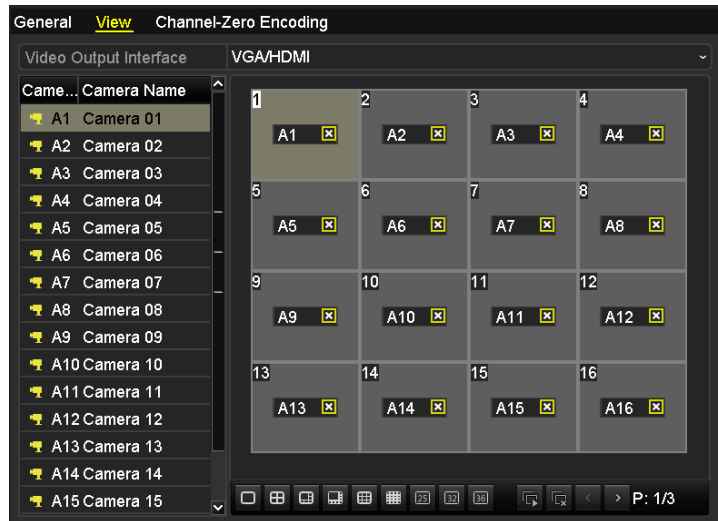 General View Channel-Zero Encoding
Video Output Interface VGA/HDMI
Came... Camera Name
A1 Camera 01
A2 Camera 02
A3 Camera 03
A4 Camera 04
A5 Camera 05
A6 Camera 06
A7 Camera 07
A8 Camera 08
A9 Camera 09
A10 Camera 10
A11 Camera 11
A12 Camera 12
A13 Camera 13
A14 Camera 14
A15 Camera 15
1 2 3 4
A1 A2 A3 A4
5 6 7 8
A5 A6 A7 A8
9 10 11 12
A9 A10 A11 A12
13 14 15 16
A13 A14 A15 A16
25 32 36 P: 1/3